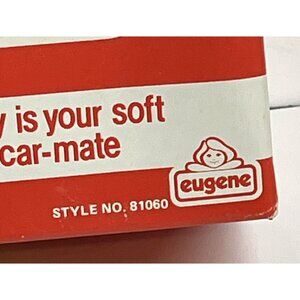 y is your soft
car-mate
eugene
STYLE NO. 81060